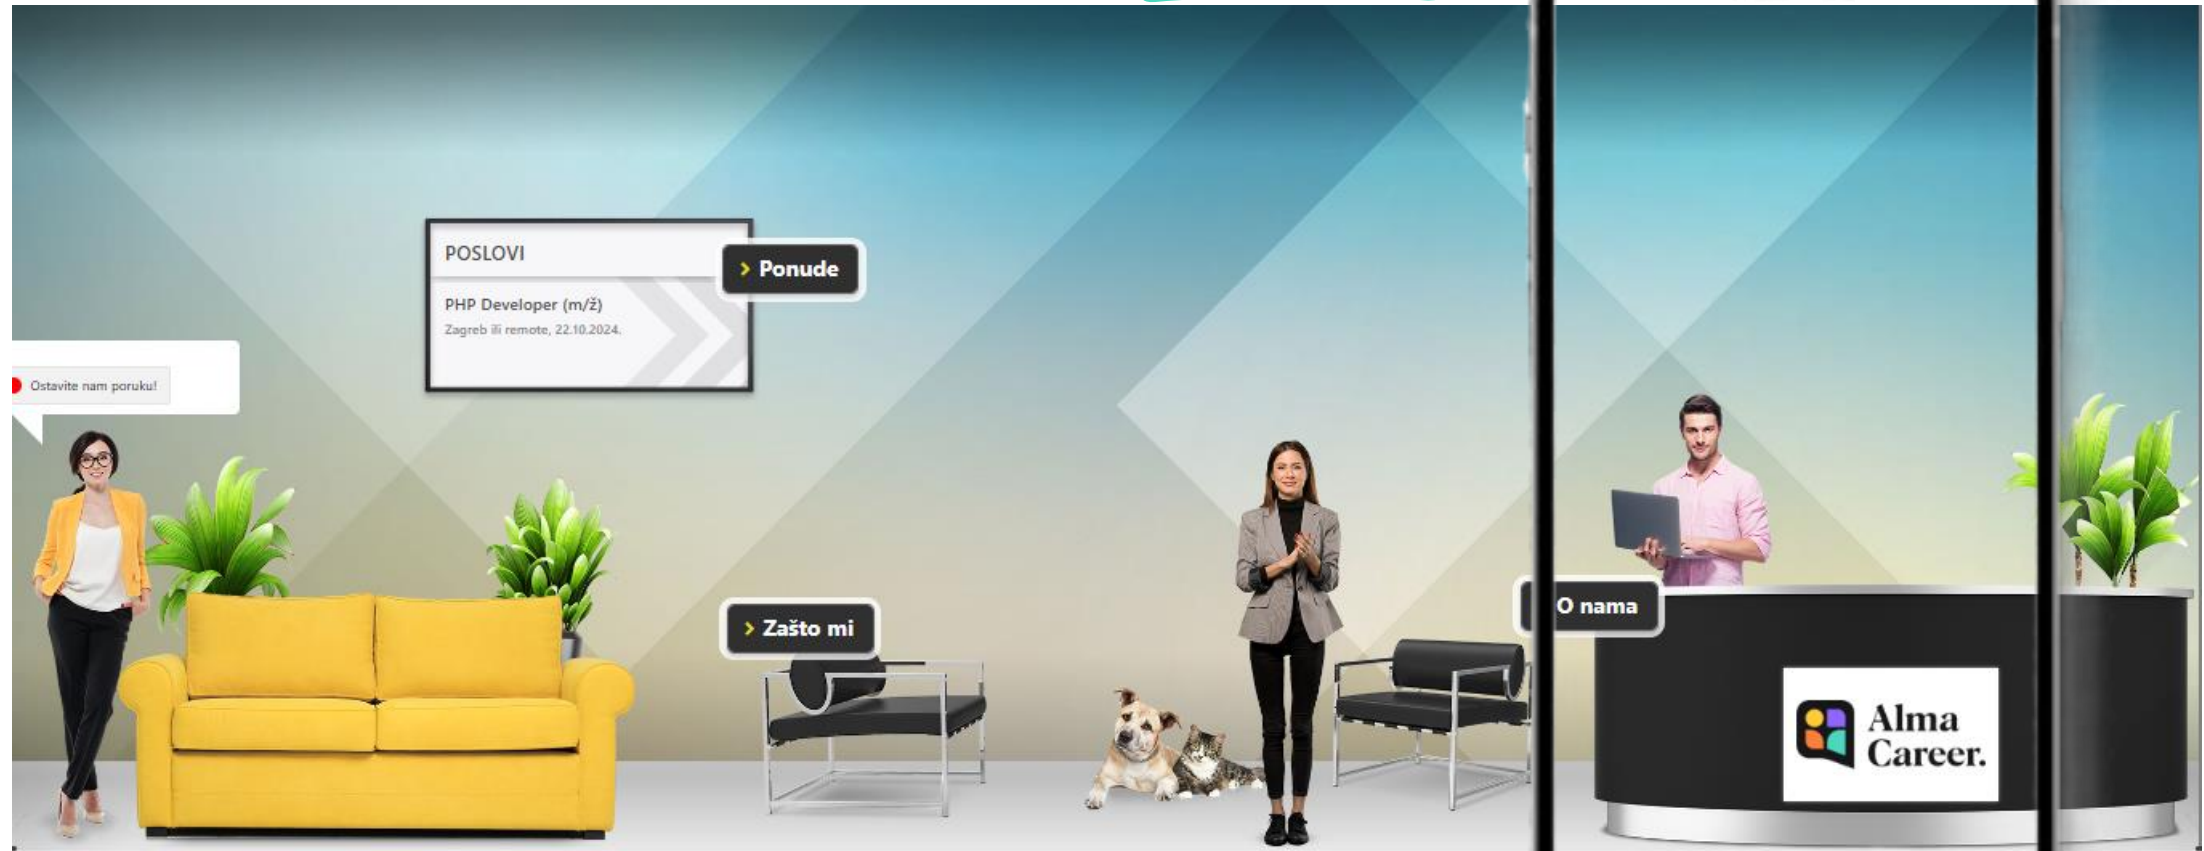 POSLOVI
> Ponude
PHP Developer (m/ž)
Zagreb ili remote, 22.10.2024.
Ostavite nam poruku!
> Zašto mi
O nama
Alma
Career.